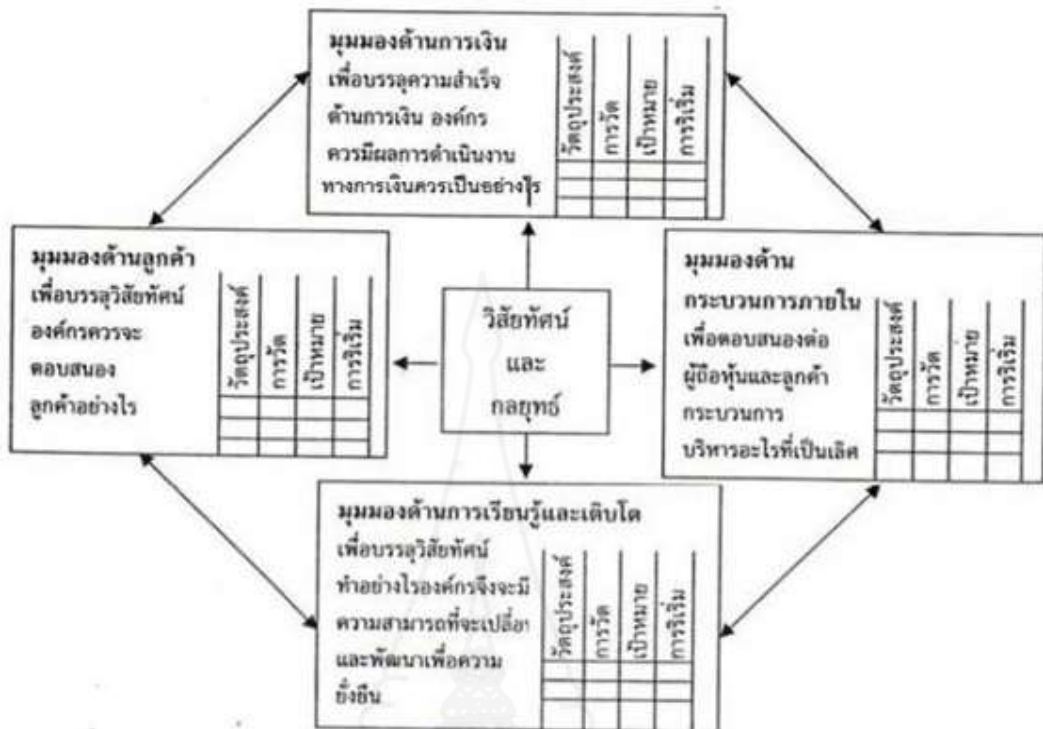 มุมมองด้านการเงิน
เพื่อบรรลุความสำเร็จ
ด้านการเงิน องค์กร
ควรมีผลการดำเนินงาน
ทางการเงินควรเป็นอย่างไร
วัตถุประสงค์
การวัด
เป้าหมาย
การริเริ่ม
มุมมองด้านลูกค้า
เพื่อบรรลุวิสัยทัศน์
องค์กรควรจะ
ตอบสนอง
ลูกค้าอย่างไร
วัตถุประสงค์
การวัด
เป้าหมาย
การริเริ่ม
วิสัยทัศน์
และ
กลยุทธ์
มุมมองด้าน
กระบวนการภายใน
เพื่อตอบสนองต่อ
ผู้ถือหุ้นและลูกค้า
กระบวนการ
บริหารอะไรที่เป็นเลิศ
วัตถุประสงค์
การวัด
เป้าหมาย
การริเริ่ม
มุมมองด้านการเรียนรู้และเติบโต
เพื่อบรรลุวิสัยทัศน์
ทำอย่างไรองค์กรจึงจะมี
ความสามารถที่จะ
และพัฒนาเพื่อความ
ยั่งยืน
วัตถุประสงค์
การวัด
เป้าหมาย
การริเริ่ม